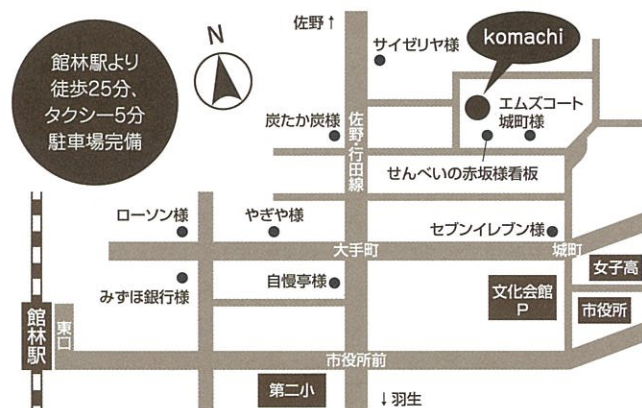 館林駅より
徒歩25分、
タクシー5分
駐車場完備
N
佐野↑
サイゼリヤ様
komachi
エムズコート
城町様
炭たか炭様
佐野・行田線
せんべいの赤坂様看板
ローソン様
やぎや様
セブンイレブン様
大手町
城町
女子高
みずほ銀行様
自慢亭様
文化会館
P
市役所
館林駅
東口
市役所前
第二小
↓羽生